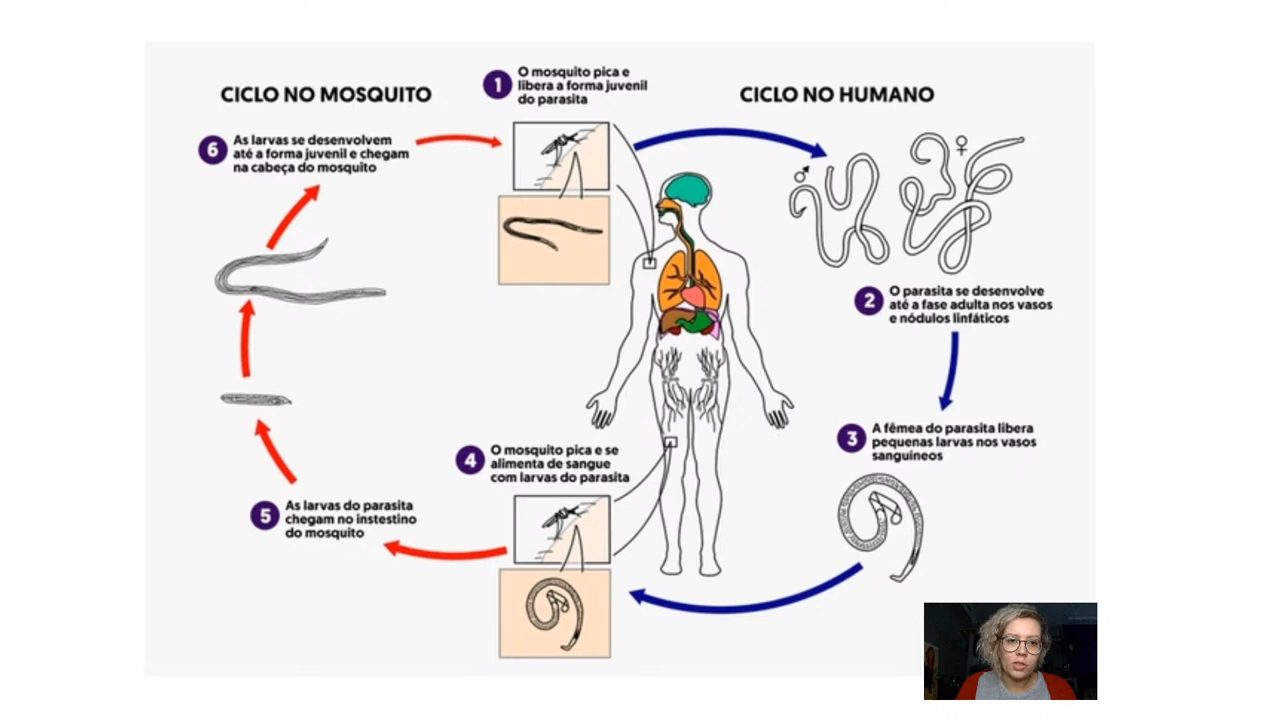 CICLO NO MOSQUITO
1
O mosquito pica e
libera a forma juvenil
do parasita
CICLO NO HUMANO
6
As larvas se desenvolvem
até a forma juvenil e chegam
na cabeça do mosquito
♂
♀
2
O parasita se desenvolve
até a fase adulta nos vasos
e nódulos linfáticos
3
A fêmea do parasita libera
pequenas larvas nos vasos
sanguíneos
4
O mosquito pica e se
alimenta de sangue
com larvas do parasita
5
As larvas do parasita
chegam no instestino
do mosquito